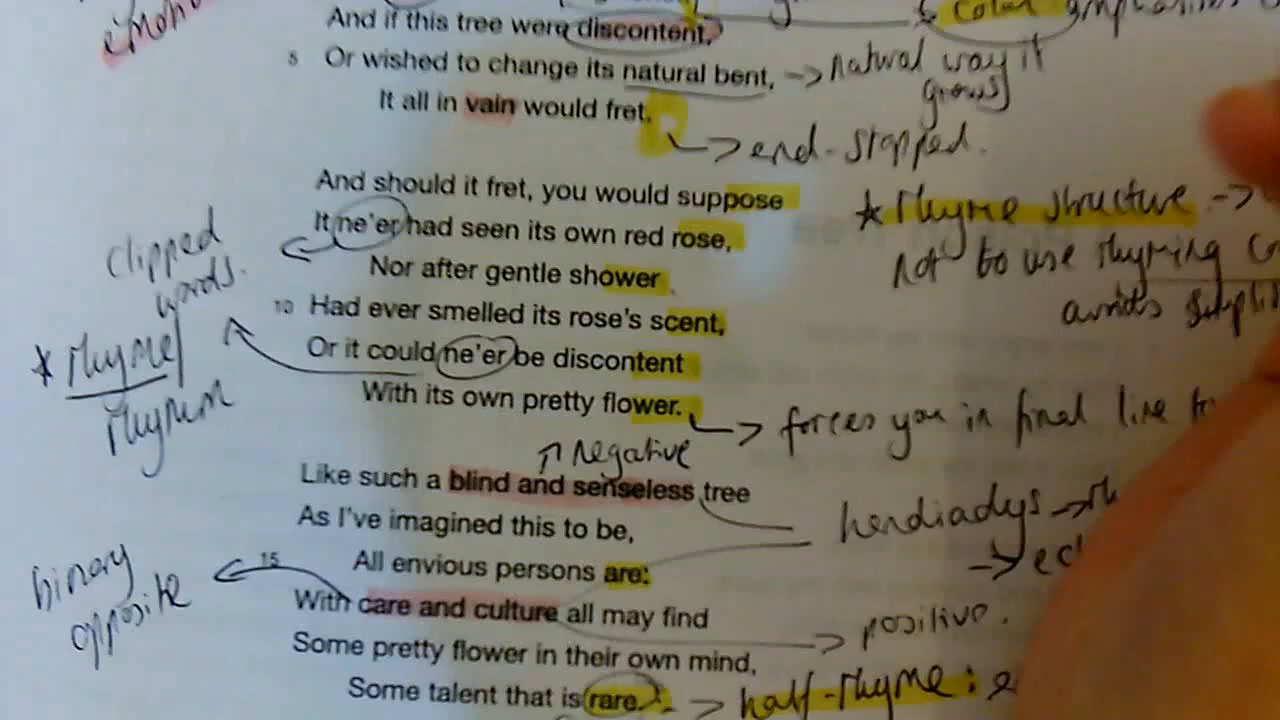 And if this tree were discontent,
color emphasises
5 Or wished to change its natural bent, -> natural way it
grows
It all in vain would fret.
-> end-stopped.
And should it fret, you would suppose
* Rhyme structure ->
It ne'er had seen its own red rose,
not to use rhyming
clipped
words.
Nor after gentle shower
avoids
10 Had ever smelled its rose's scent,
* rhyme/
rhythm
Or it could ne'er be discontent
With its own pretty flower.
-> forces you in final line
↑ negative
Like such a blind and senseless tree
hendiadys ->
As I've imagined this to be,
binary
opposite
15 All envious persons are:
->
With care and culture all may find
-> positive.
Some pretty flower in their own mind,
Some talent that is rare. -> half-rhyme: